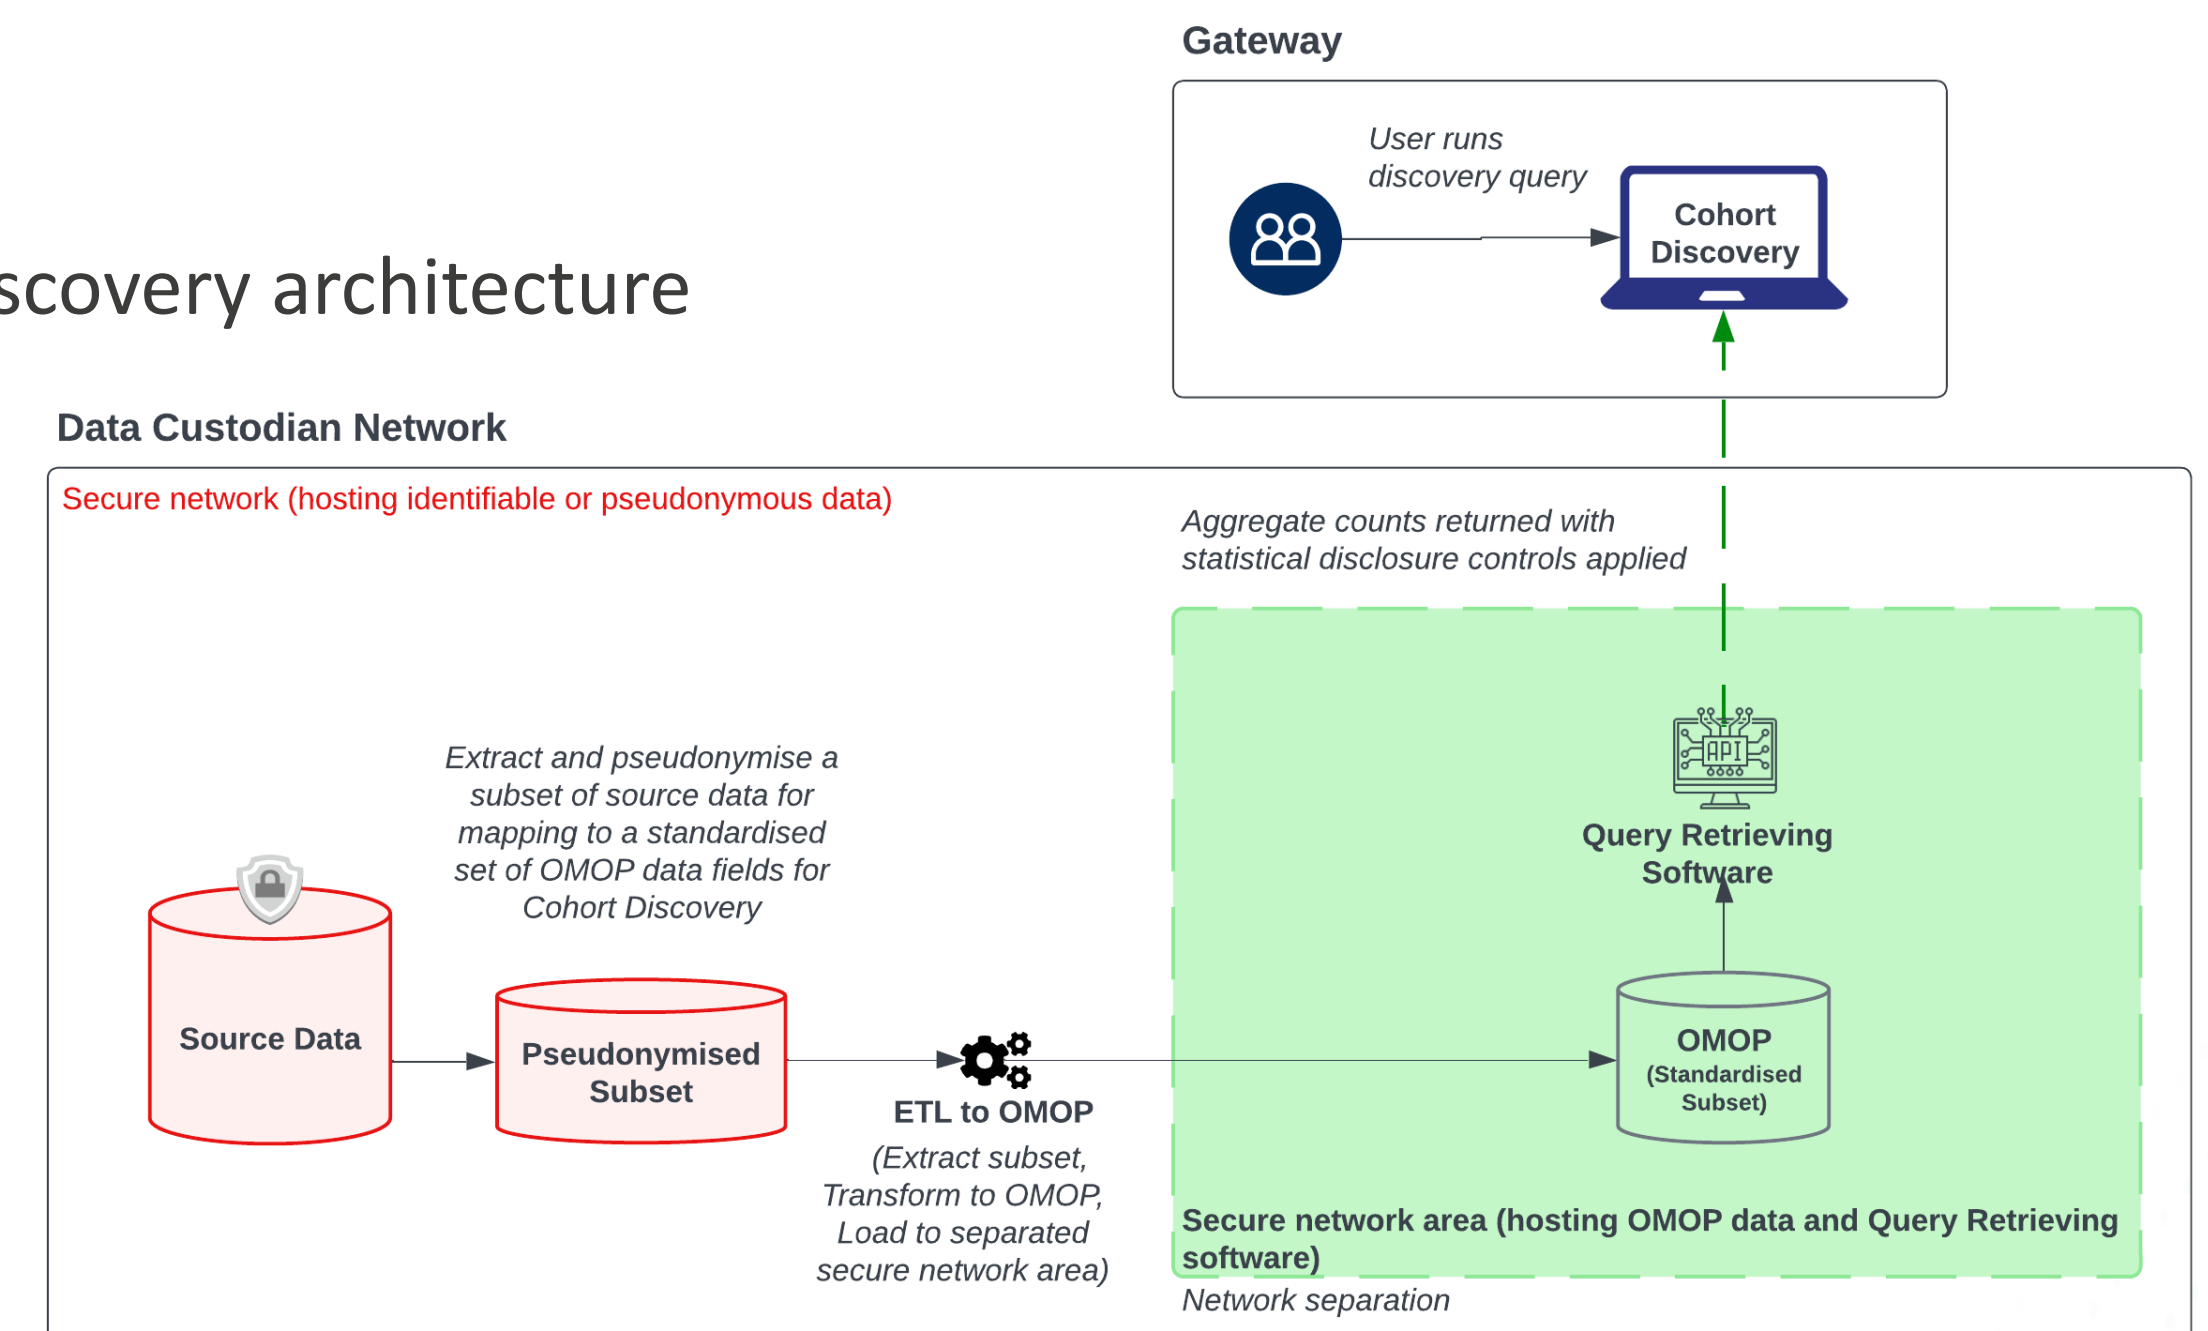 Gateway
User runs
discovery query
Cohort
Discovery
scovery architecture
Data Custodian Network
Secure network (hosting identifiable or pseudonymous data)
Aggregate counts returned with
statistical disclosure controls applied
API
Query Retrieving
Software
Extract and pseudonymise a
subset of source data for
mapping to a standardised
set of OMOP data fields for
Cohort Discovery
Source Data
Pseudonymised
Subset
ETL to OMOP
(Extract subset,
Transform to OMOP,
Load to separated
secure network area)
OMOP
(Standardised
Subset)
Secure network area (hosting OMOP data and Query Retrieving
software)
Network separation